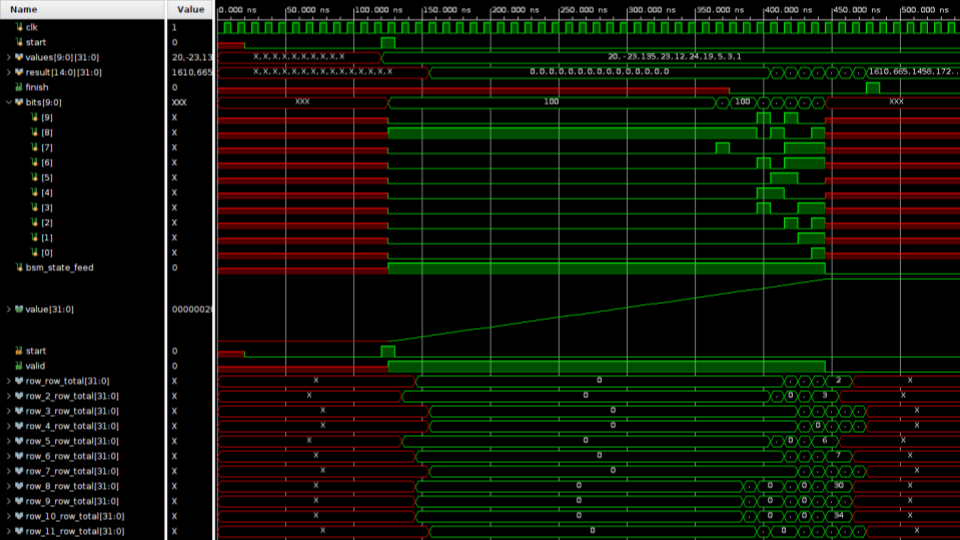 Name Value 0.000 ns 50.000 ns 100.000 ns 150.000 ns 200.000 ns 250.000 ns 300.000 ns 350.000 ns 400.000 ns 450.000 ns 500.000 ns
clk 1
start 0
values[9:0][31:0] 20,-23,13 X,X,X,X,X,X,X,X,X,X 20,-23,135,23,12,24,19,5,3,1
result[14:0][31:0] 1610,665 X,X,X,X,X,X,X,X,X,X,X,X,X,X,X 0,0,0,0,0,0,0,0,0,0,0,0,0,0,0 1610,665,1458,172,..
finish 0
bits[9:0] XXX XXX 100 100 XXX
[9] X
[8] X
[7] X
[6] X
[5] X
[4] X
[3] X
[2] X
[1] X
[0] X
bsm_state_feed 0
value[31:0] 00000020
start 0
valid 0
row_row_total[31:0] X X 0 2 X
row_2_row_total[31:0] X X 0 0 3 X
row_3_row_total[31:0] X X 0 X
row_4_row_total[31:0] X X 0 0 X
row_5_row_total[31:0] X X 0 0 6 X
row_6_row_total[31:0] X X 0 7 X
row_7_row_total[31:0] X X 0 X
row_8_row_total[31:0] X X 0 0 0 30 X
row_9_row_total[31:0] X X 0 0 X
row_10_row_total[31:0] X X 0 0 0 34 X
row_11_row_total[31:0] X X 0 0 X